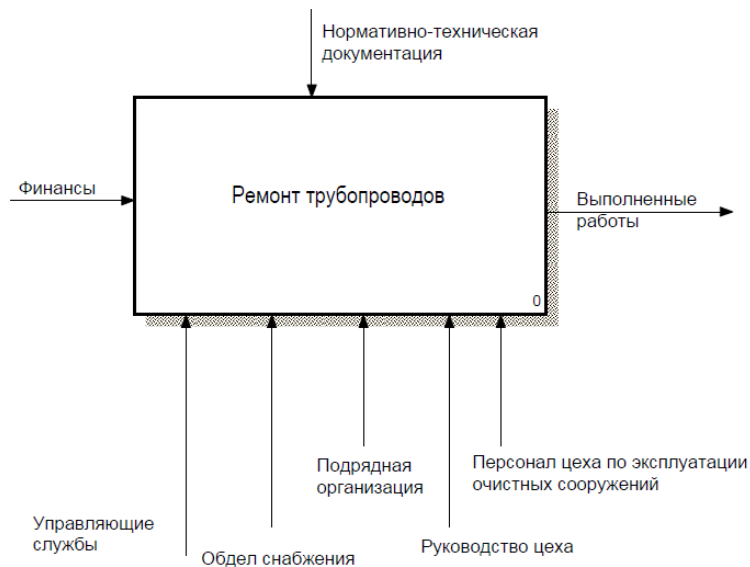 Нормативно-техническая
документация
Финансы
Ремонт трубопроводов
Выполненные
работы
0
Подрядная
организация
Персонал цеха по эксплуатации
очистных сооружений
Управляющие
службы
Обдел снабжения
Руководство цеха